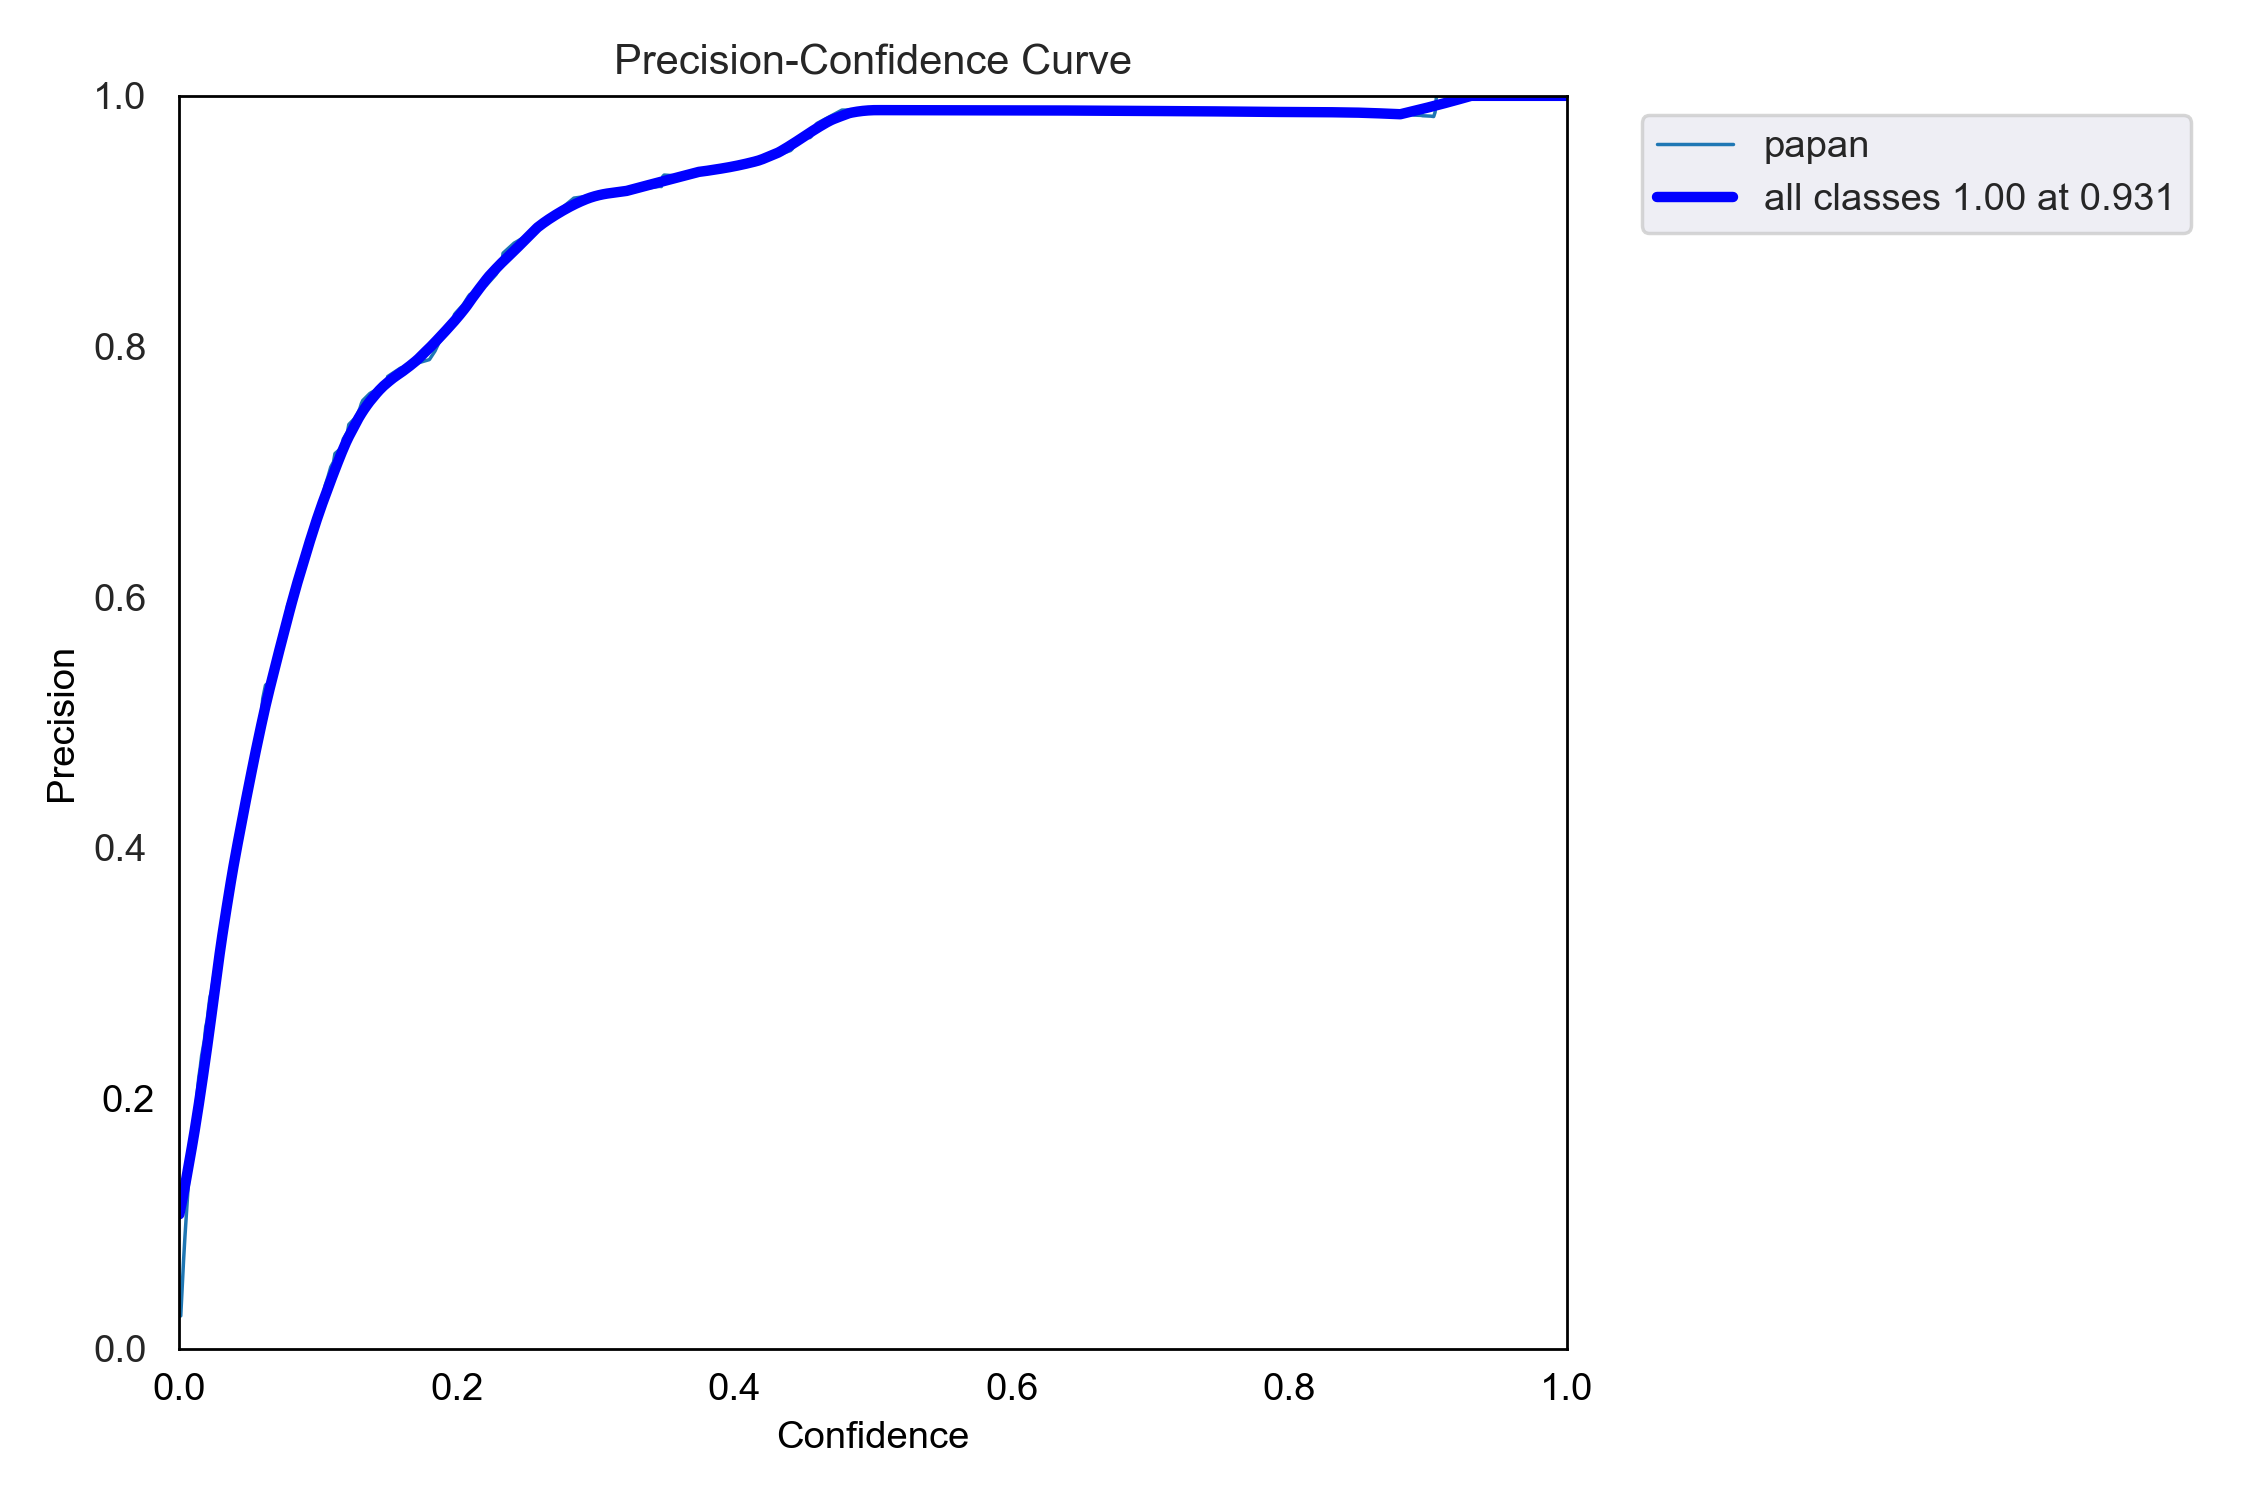 Precision-Confidence Curve
1.0
0.8
0.6
0.4
0.2
0.0
Precision
0.0 0.2 0.4 0.6 0.8 1.0
Confidence
papan
all classes 1.00 at 0.931